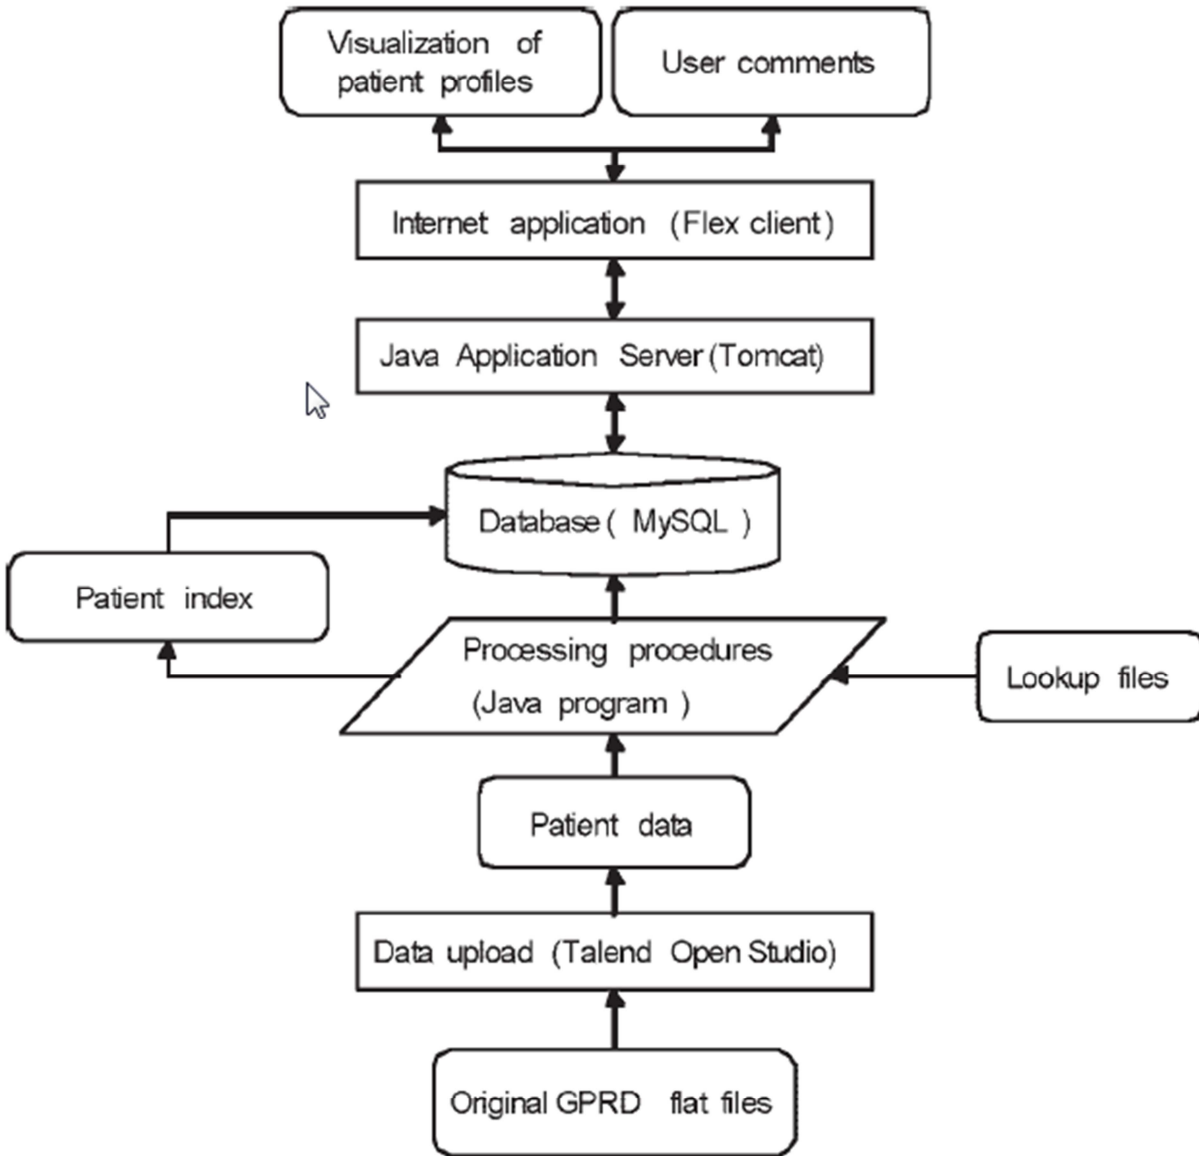 Visualization of
patient profiles
User comments
Internet application (Flex client)
Java Application Server (Tomcat)
Database ( MySQL )
Patient index
Processing procedures
(Java program )
Lookup files
Patient data
Data upload (Talend Open Studio)
Original GPRD flat files